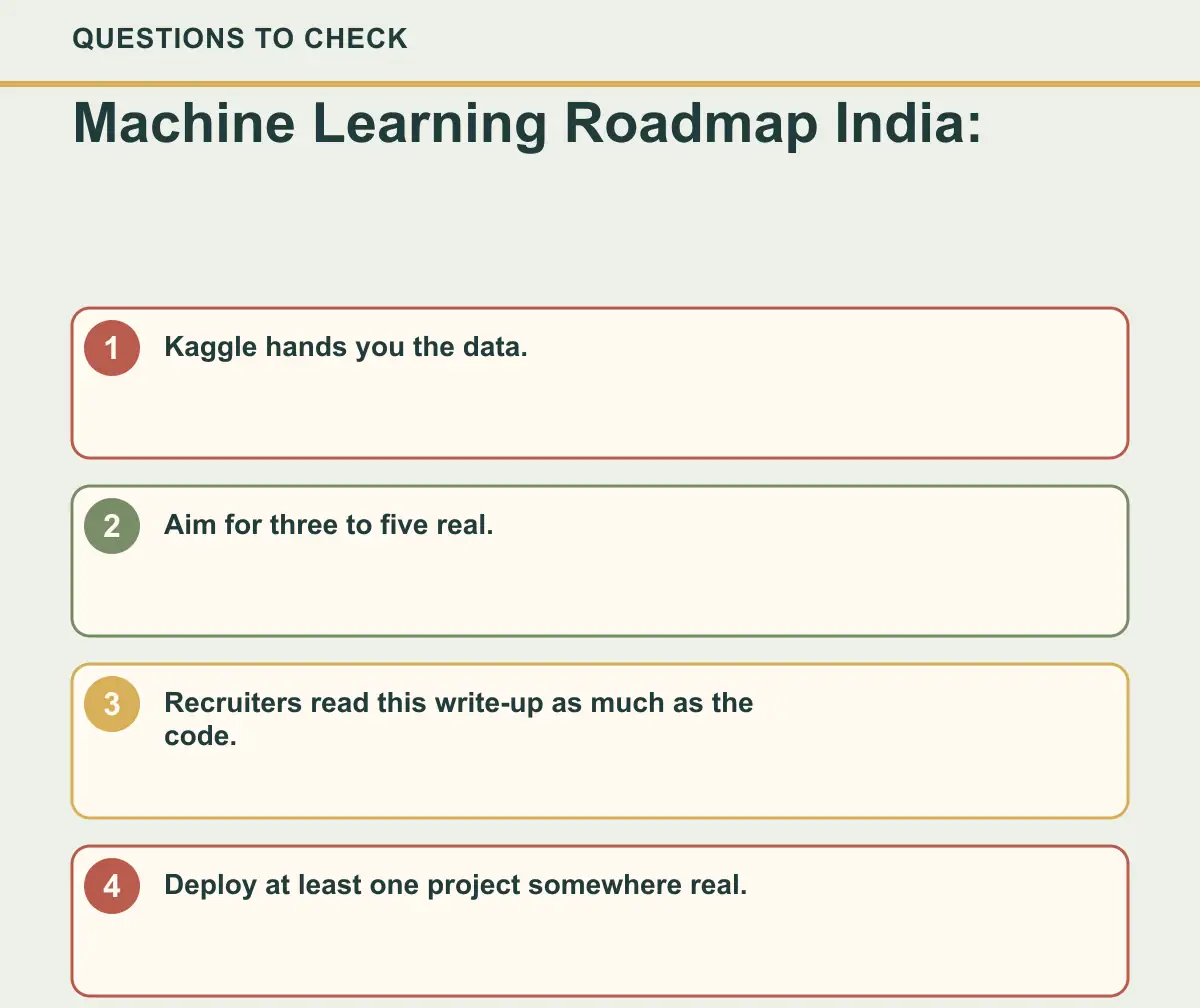 QUESTIONS TO CHECK
Machine Learning Roadmap India:
1
Kaggle hands you the data.
2
Aim for three to five real.
3
Recruiters read this write-up as much as the
code.
4
Deploy at least one project somewhere real.